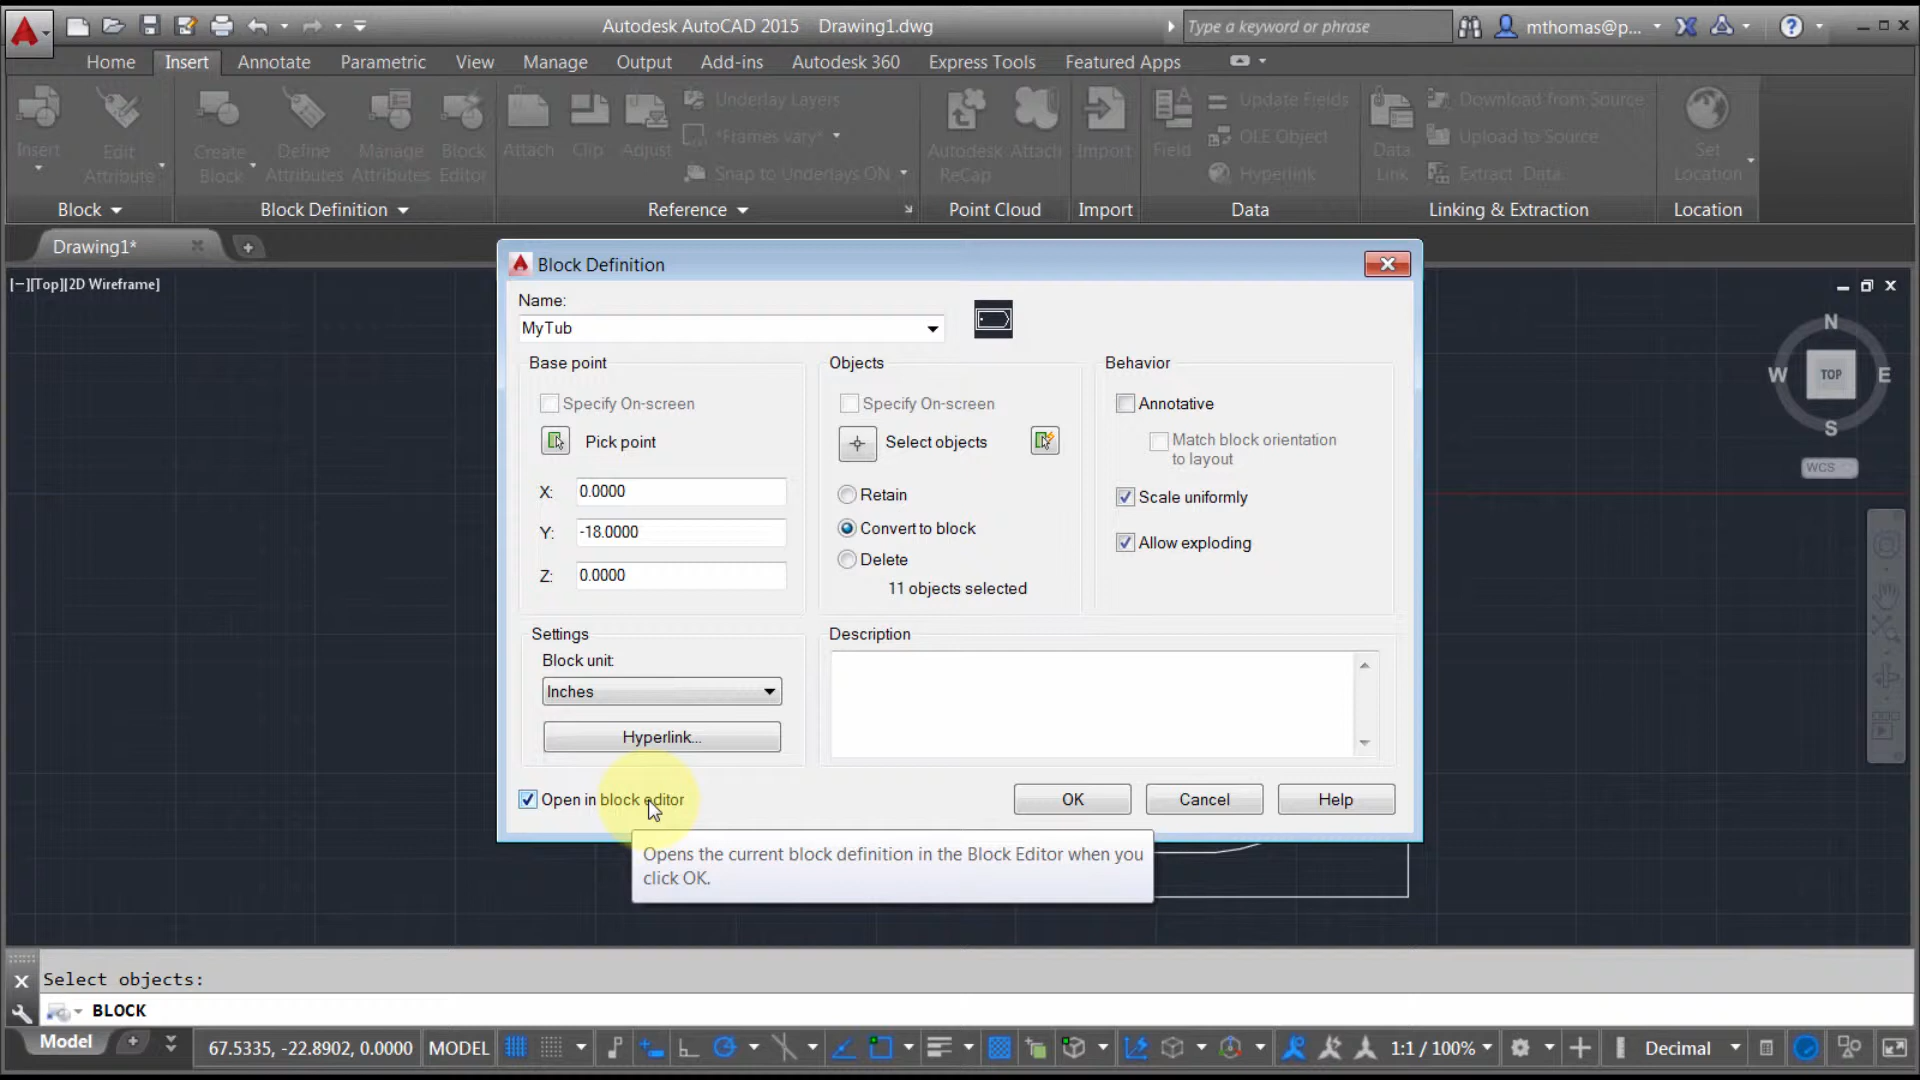 Autodesk AutoCAD 2015 Drawing1.dwg
Type a keyword or phrase
mthomas@p...
Home Insert Annotate Parametric View Manage Output Add-ins Autodesk 360 Express Tools Featured Apps
Insert
Edit
Attribute
Create
Block
Define
Attributes
Manage
Attributes
Block
Editor
Attach
Clip
Adjust
Underlay Layers
*Frames vary*
Snap to Underlays ON
Autodesk
ReCap
Attach
Import
Field
Update Fields
OLE Object
Hyperlink
Data
Link
Download from Source
Upload to Source
Extract Data
Set
Location
Block Block Definition Reference Point Cloud Import Data Linking & Extraction Location
Drawing1*
[−][Top][2D Wireframe]
N
W TOP E
S
WCS
Block Definition
Name:
MyTub
Base point
Specify On-screen
Pick point
X: 0.0000
Y: -18.0000
Z: 0.0000
Objects
Specify On-screen
Select objects
Retain
Convert to block
Delete
11 objects selected
Behavior
Annotative
Match block orientation
to layout
Scale uniformly
Allow exploding
Settings
Block unit:
Inches
Hyperlink...
Description
Open in block editor
OK Cancel Help
Opens the current block definition in the Block Editor when you
click OK.
Select objects:
BLOCK
Model
67.5335, -22.8902, 0.0000 MODEL 1:1 / 100% Decimal